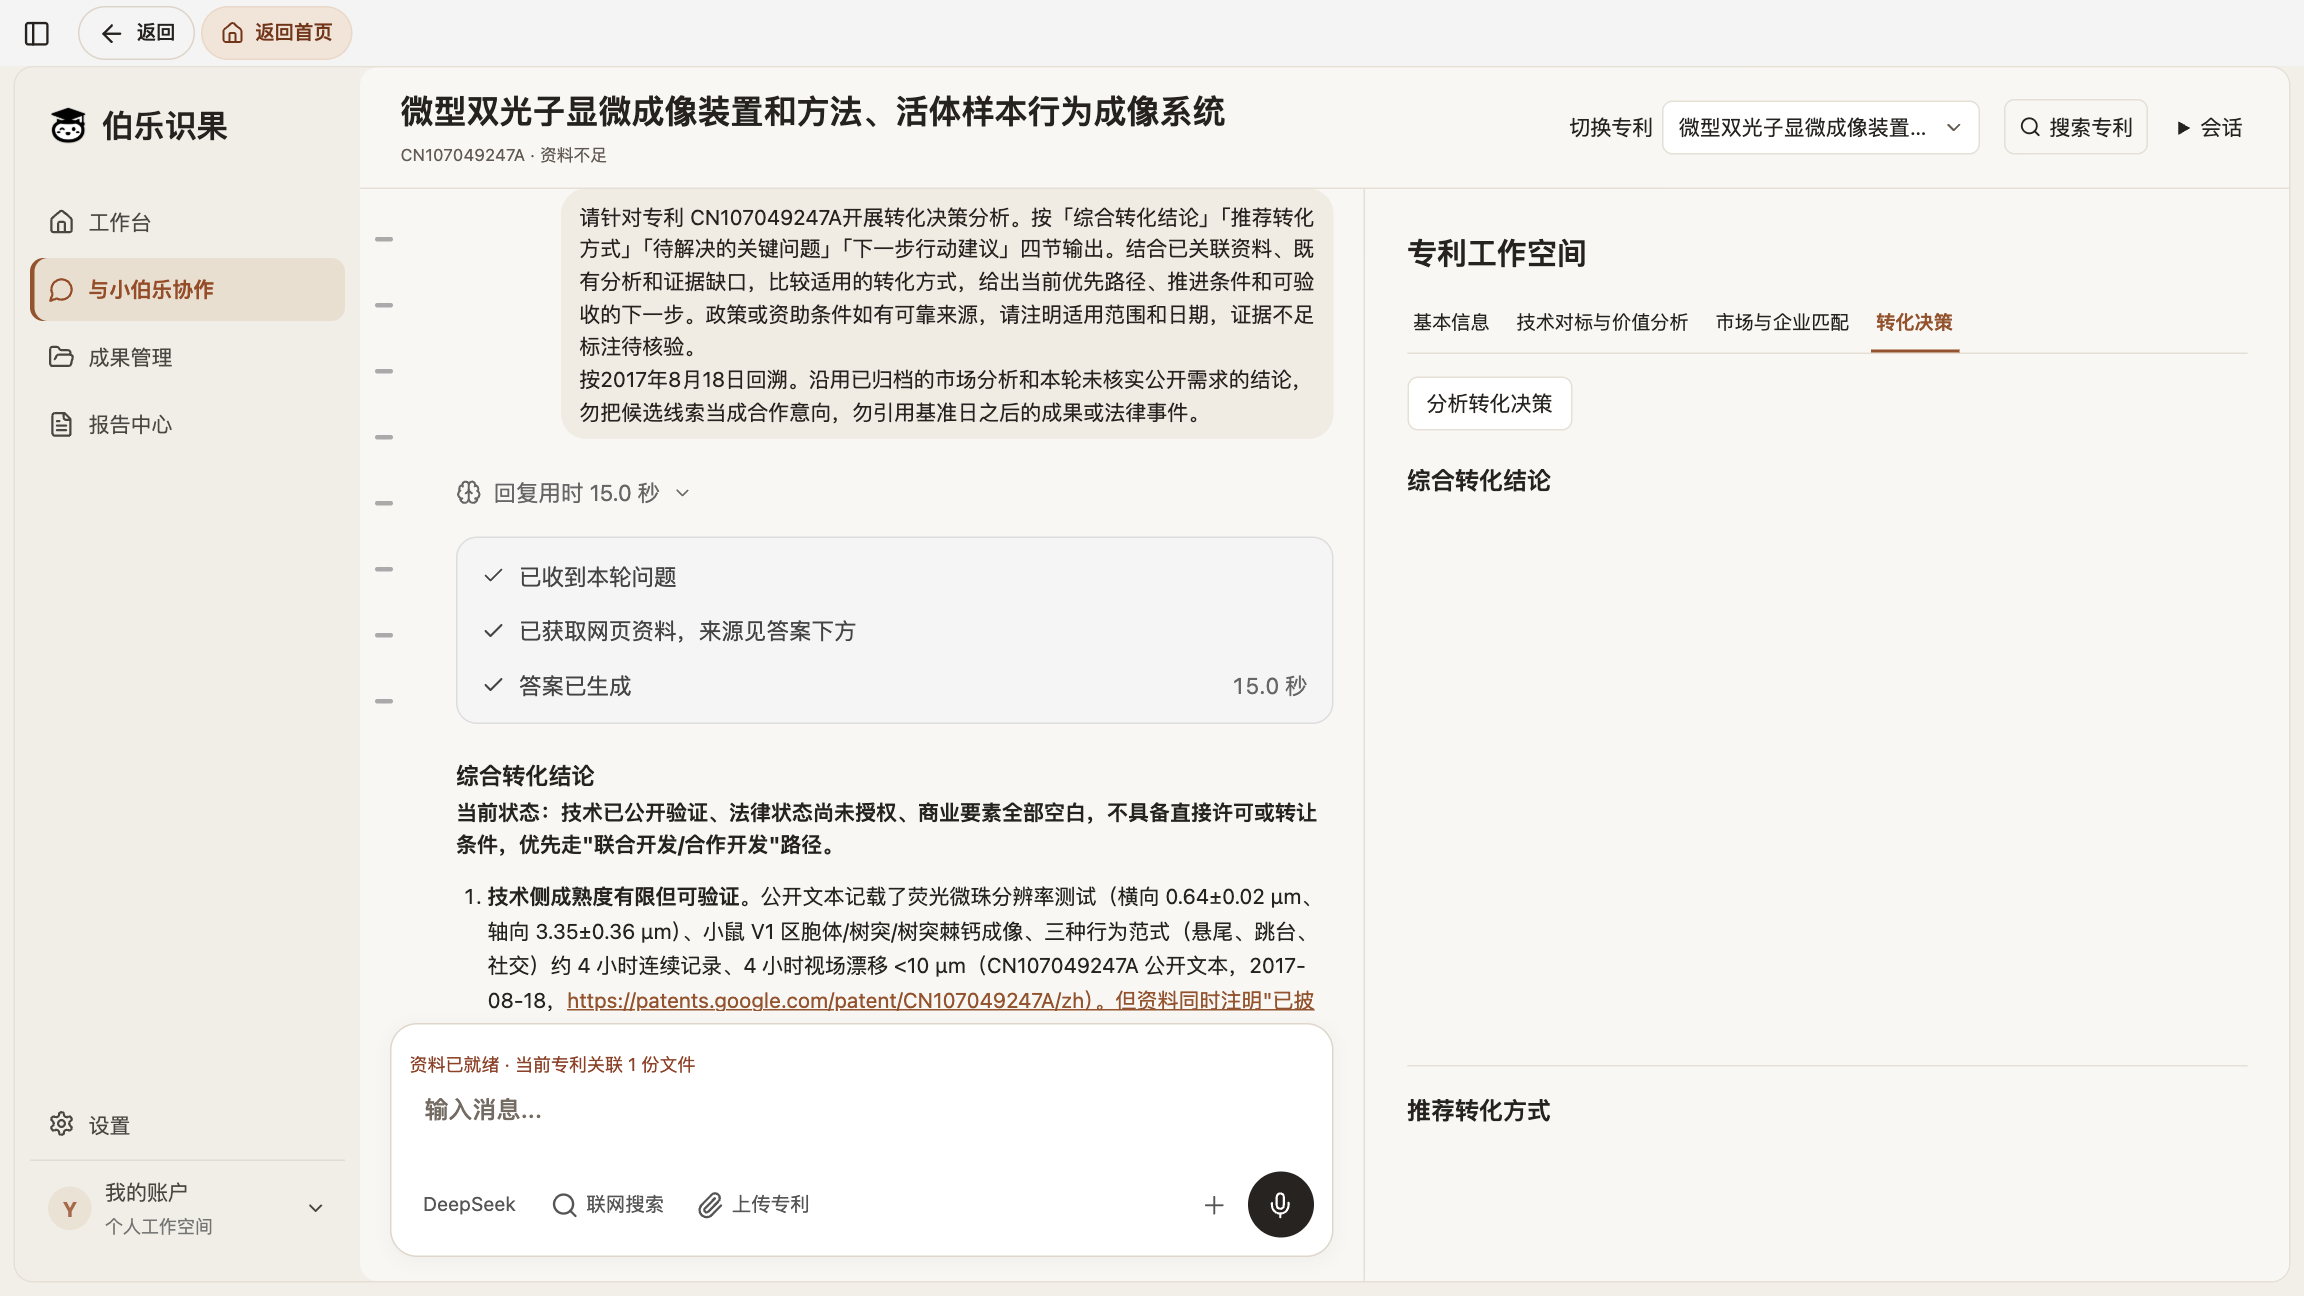 返回
返回首页
伯乐识果
工作台
与小伯乐协作
成果管理
报告中心
设置
Y
我的账户
个人工作空间
微型双光子显微成像装置和方法、活体样本行为成像系统
CN107049247A · 资料不足
切换专利
微型双光子显微成像装置...
搜索专利
会话
请针对专利 CN107049247A开展转化决策分析。按「综合转化结论」「推荐转化
方式」「待解决的关键问题」「下一步行动建议」四节输出。结合已关联资料、既
有分析和证据缺口，比较适用的转化方式，给出当前优先路径、推进条件和可验
收的下一步。政策或资助条件如有可靠来源，请注明适用范围和日期，证据不足
标注待核验。
按2017年8月18日回溯。沿用已归档的市场分析和本轮未核实公开需求的结论，
勿把候选线索当成合作意向，勿引用基准日之后的成果或法律事件。
回复用时 15.0 秒
已收到本轮问题
已获取网页资料，来源见答案下方
答案已生成
15.0 秒
综合转化结论
当前状态：技术已公开验证、法律状态尚未授权、商业要素全部空白，不具备直接许可或转让
条件，优先走"联合开发/合作开发"路径。
1. 技术侧成熟度有限但可验证。公开文本记载了荧光微珠分辨率测试（横向 0.64±0.02 μm、
轴向 3.35±0.36 μm）、小鼠 V1 区胞体/树突/树突棘钙成像、三种行为范式（悬尾、跳台、
社交）约 4 小时连续记录、4 小时视场漂移 <10 μm（CN107049247A 公开文本，2017-
08-18，https://patents.google.com/patent/CN107049247A/zh）。但资料同时注明"已披
资料已就绪 · 当前专利关联 1 份文件
输入消息...
DeepSeek
联网搜索
上传专利
专利工作空间
基本信息
技术对标与价值分析
市场与企业匹配
转化决策
分析转化决策
综合转化结论
推荐转化方式